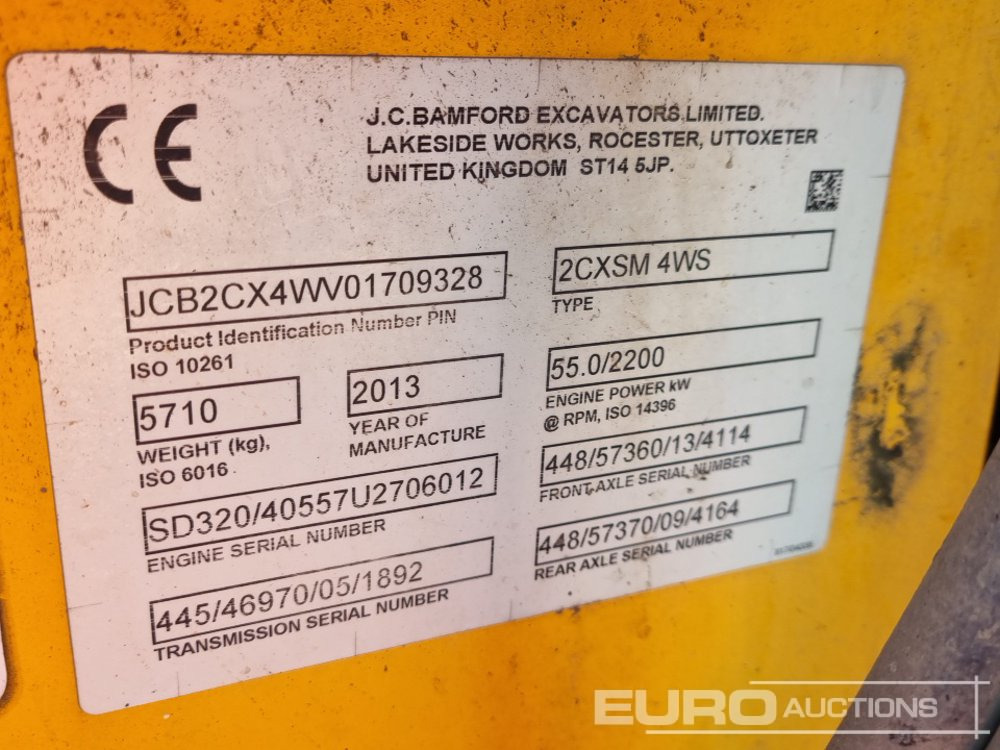 CE
J.C.BAMFORD EXCAVATORS LIMITED.
LAKESIDE WORKS, ROCESTER, UTTOXETER
UNITED KINGDOM ST14 5JP.
JCB2CX4WV01709328
Product Identification Number PIN
ISO 10261
2CXSM 4WS
TYPE
5710
WEIGHT (kg),
ISO 6016
2013
YEAR OF
MANUFACTURE
55.0/2200
ENGINE POWER kW
@ RPM, ISO 14396
SD320/40557U2706012
ENGINE SERIAL NUMBER
448/57360/13/4114
FRONT AXLE SERIAL NUMBER
445/46970/05/1892
TRANSMISSION SERIAL NUMBER
448/57370/09/4164
REAR AXLE SERIAL NUMBER
EURO AUCTIONS